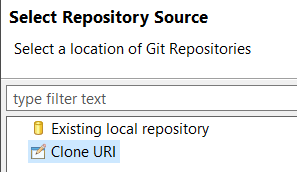 Select Repository Source
Select a location of Git Repositories
type filter text
Existing local repository
Clone URI